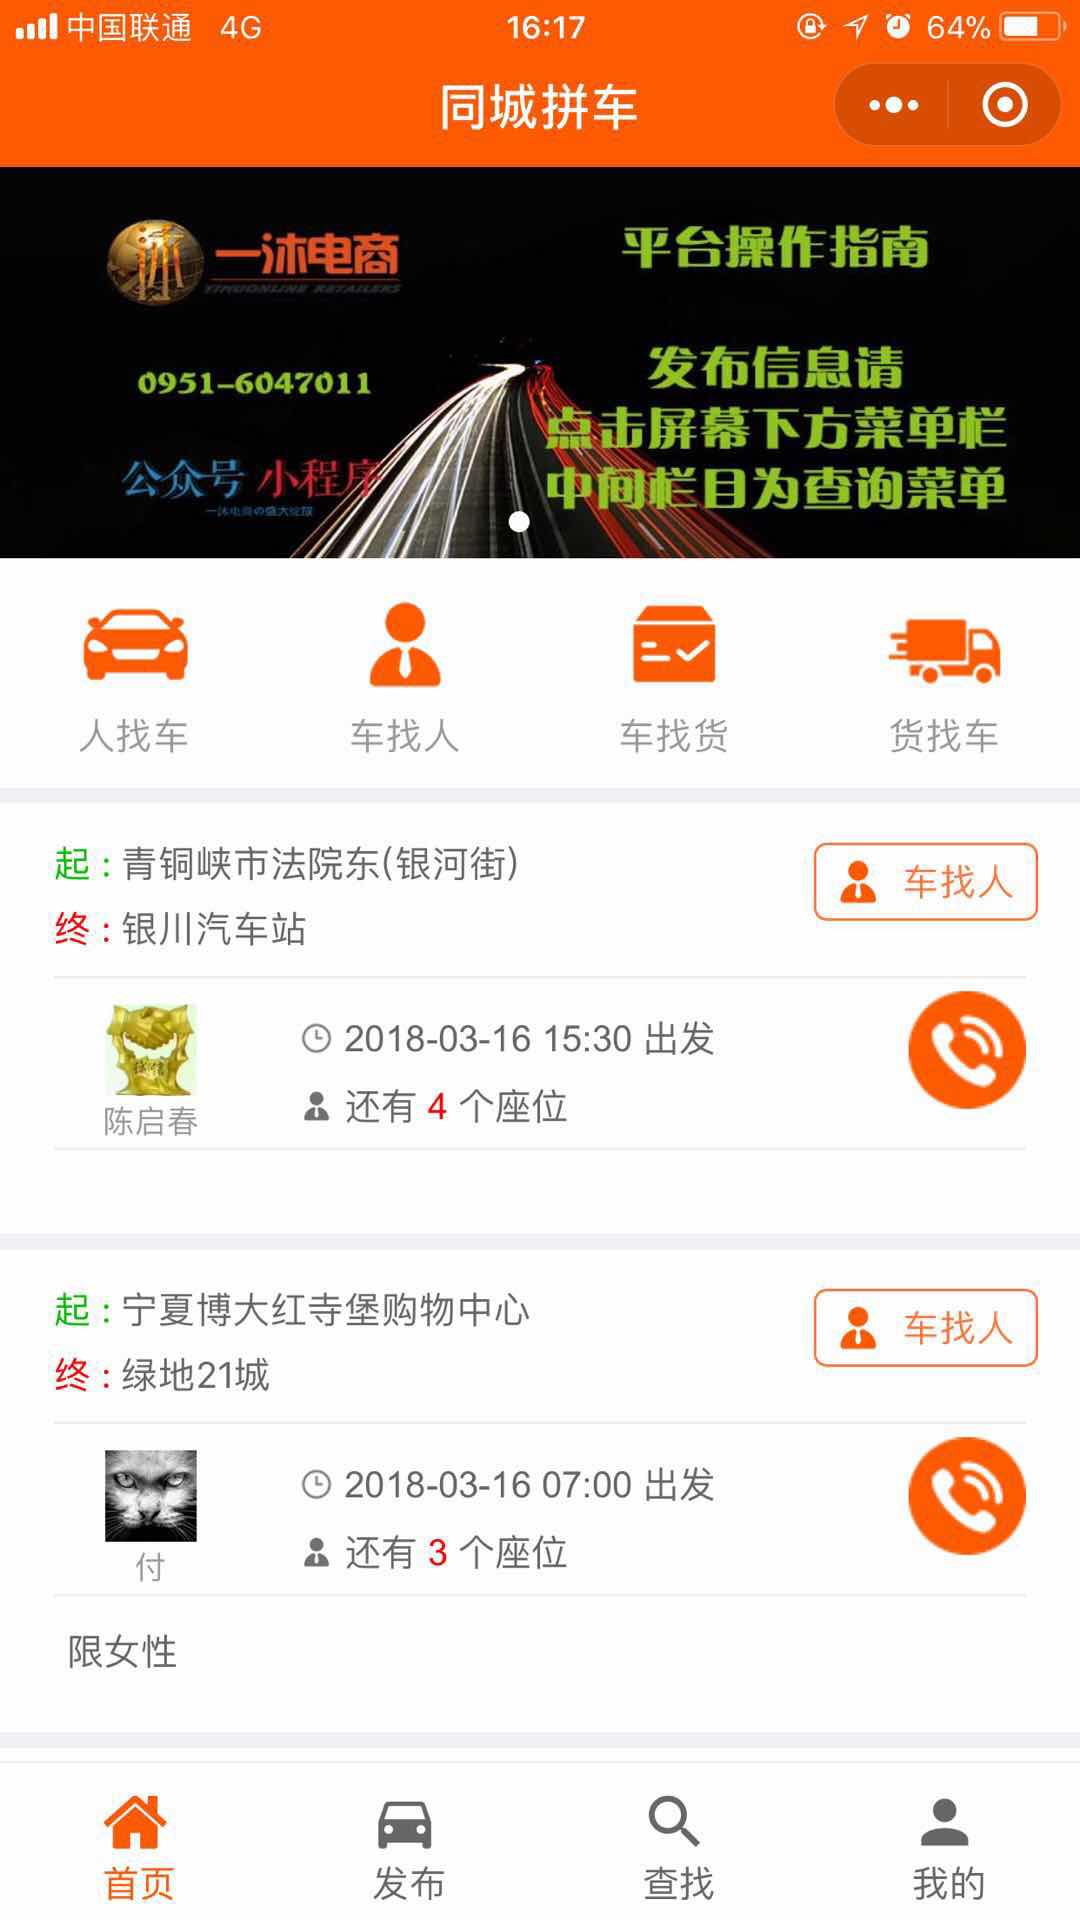 中国联通 4G 16:17 64%
同城拼车
一沐电商
YIMUONLINE RETAILERS
平台操作指南
0951-6047011
发布信息请
点击屏幕下方菜单栏
中间栏目为查询菜单
公众号 小程序
一沐电商の盛大绽放
人找车 车找人 车找货 货找车
起：青铜峡市法院东(银河街)
车找人
终：银川汽车站
2018-03-16 15:30 出发
还有 4 个座位
诚信
陈启春
起：宁夏博大红寺堡购物中心
车找人
终：绿地21城
2018-03-16 07:00 出发
还有 3 个座位
付
限女性
首页 发布 查找 我的